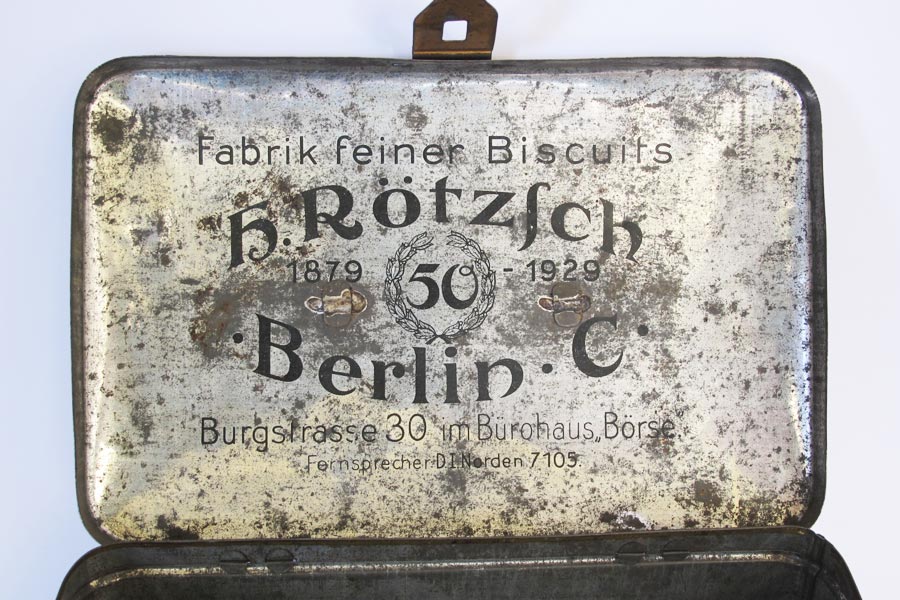 Fabrik feiner Biscuits
H. Rötzsch
1879 50 - 1929
· Berlin · C ·
Burgstrasse 30 im Bürohaus „Börse“
Fernsprecher: D.1. Norden 7105.